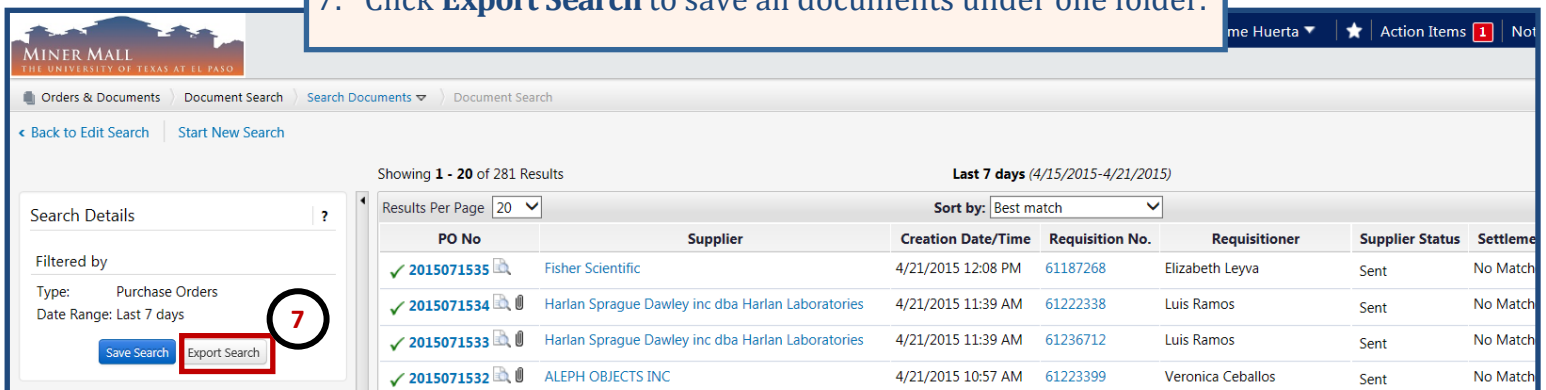 7. Click Export Search to save all documents under one folder.
MINER MALL
THE UNIVERSITY OF TEXAS AT EL PASO
me Huerta Action Items 1 Not
Orders & Documents Document Search Search Documents Document Search
Back to Edit Search Start New Search
Showing 1 - 20 of 281 Results Last 7 days (4/15/2015-4/21/2015)
Search Details ?
Results Per Page 20 Sort by: Best match
PO No Supplier Creation Date/Time Requisition No. Requisitioner Supplier Status Settleme
Filtered by
Type: Purchase Orders
Date Range: Last 7 days
7
Save Search Export Search
2015071535 Fisher Scientific 4/21/2015 12:08 PM 61187268 Elizabeth Leyva Sent No Match
2015071534 Harlan Sprague Dawley inc dba Harlan Laboratories 4/21/2015 11:39 AM 61222338 Luis Ramos Sent No Match
2015071533 Harlan Sprague Dawley inc dba Harlan Laboratories 4/21/2015 11:39 AM 61236712 Luis Ramos Sent No Match
2015071532 ALEPH OBJECTS INC 4/21/2015 10:57 AM 61223399 Veronica Ceballos Sent No Match